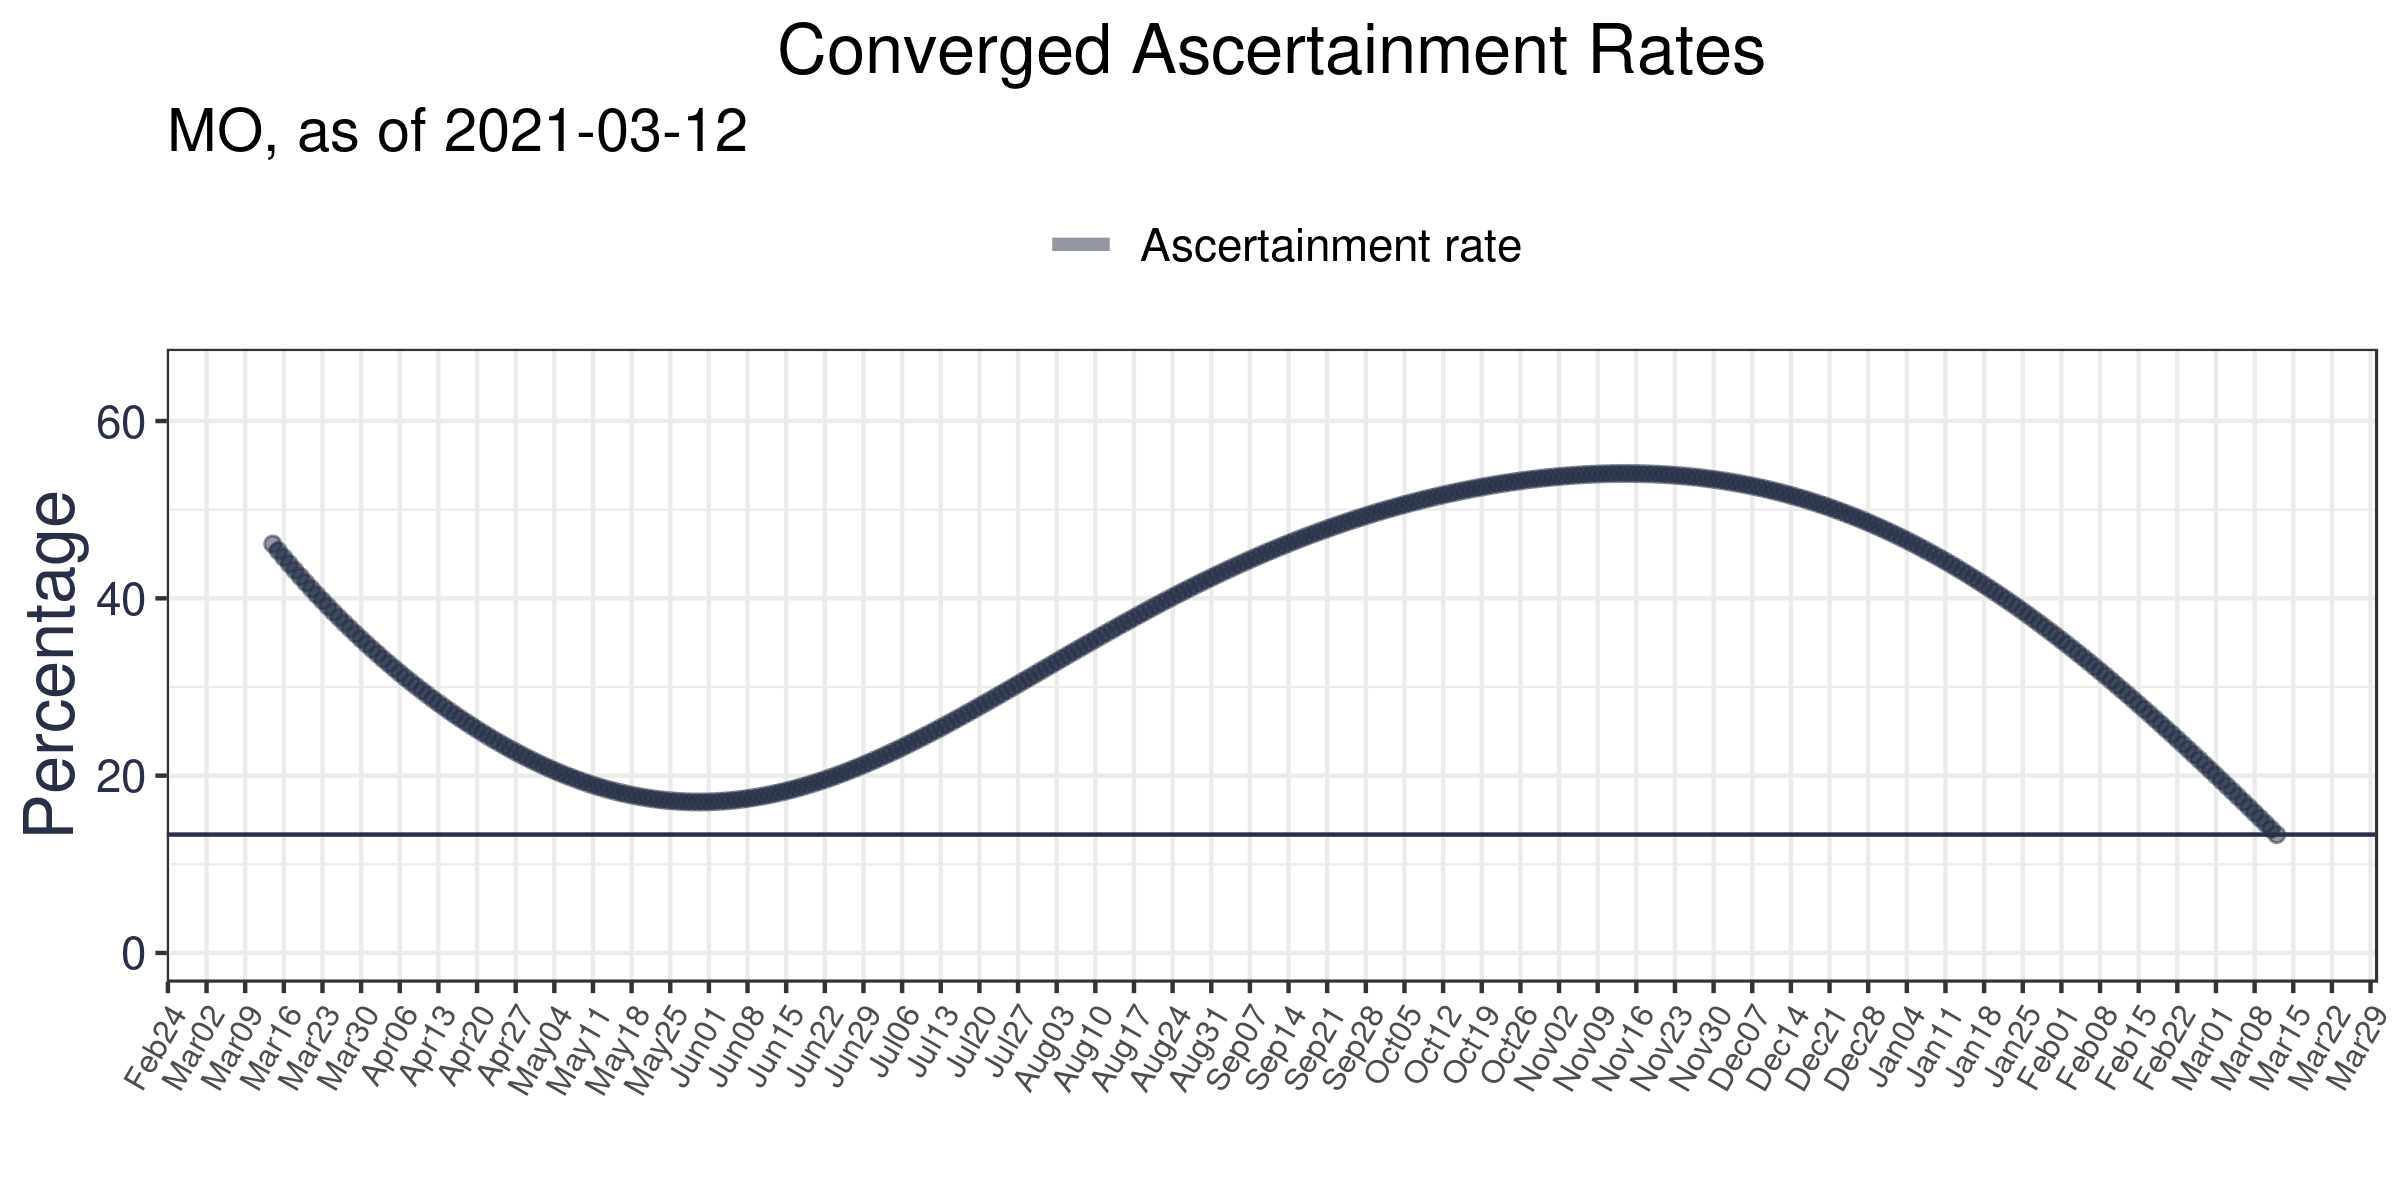 Converged Ascertainment Rates
MO, as of 2021-03-12
Ascertainment rate
Percentage
60
40
20
0
Feb24
Mar02
Mar09
Mar16
Mar23
Mar30
Apr06
Apr13
Apr20
Apr27
May04
May11
May18
May25
Jun01
Jun08
Jun15
Jun22
Jun29
Jul06
Jul13
Jul20
Jul27
Aug03
Aug10
Aug17
Aug24
Aug31
Sep07
Sep14
Sep21
Sep28
Oct05
Oct12
Oct19
Oct26
Nov02
Nov09
Nov16
Nov23
Nov30
Dec07
Dec14
Dec21
Dec28
Jan04
Jan11
Jan18
Jan25
Feb01
Feb08
Feb15
Feb22
Mar01
Mar08
Mar15
Mar22
Mar29